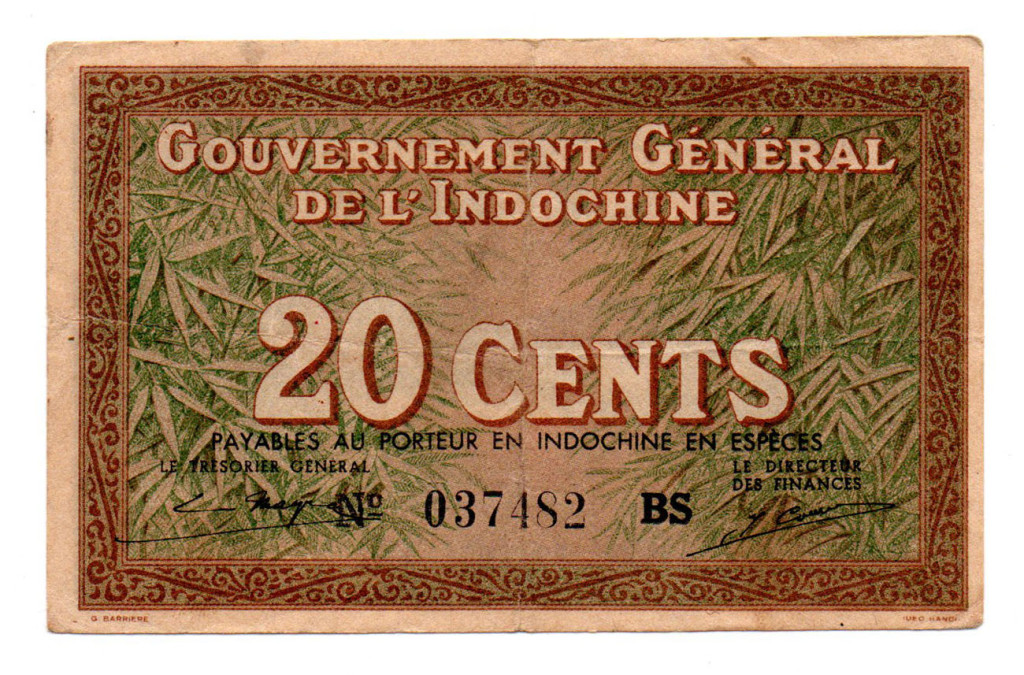 GOUVERNEMENT GÉNÉRAL
DE L'INDOCHINE
20 CENTS
PAYABLES AU PORTEUR EN INDOCHINE EN ESPÈCES
LE TRÉSORIER GÉNÉRAL
LE DIRECTEUR
DES FINANCES
Nº 037482 BS
G. BARRIERE